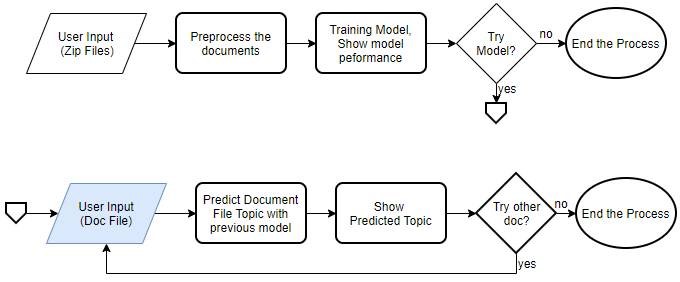 User Input
(Zip Files)
Preprocess the
documents
Training Model,
Show model
peformance
Try
Model?
no
End the Process
yes
User Input
(Doc File)
Predict Document
File Topic with
previous model
Show
Predicted Topic
Try other
doc?
no
End the Process
yes